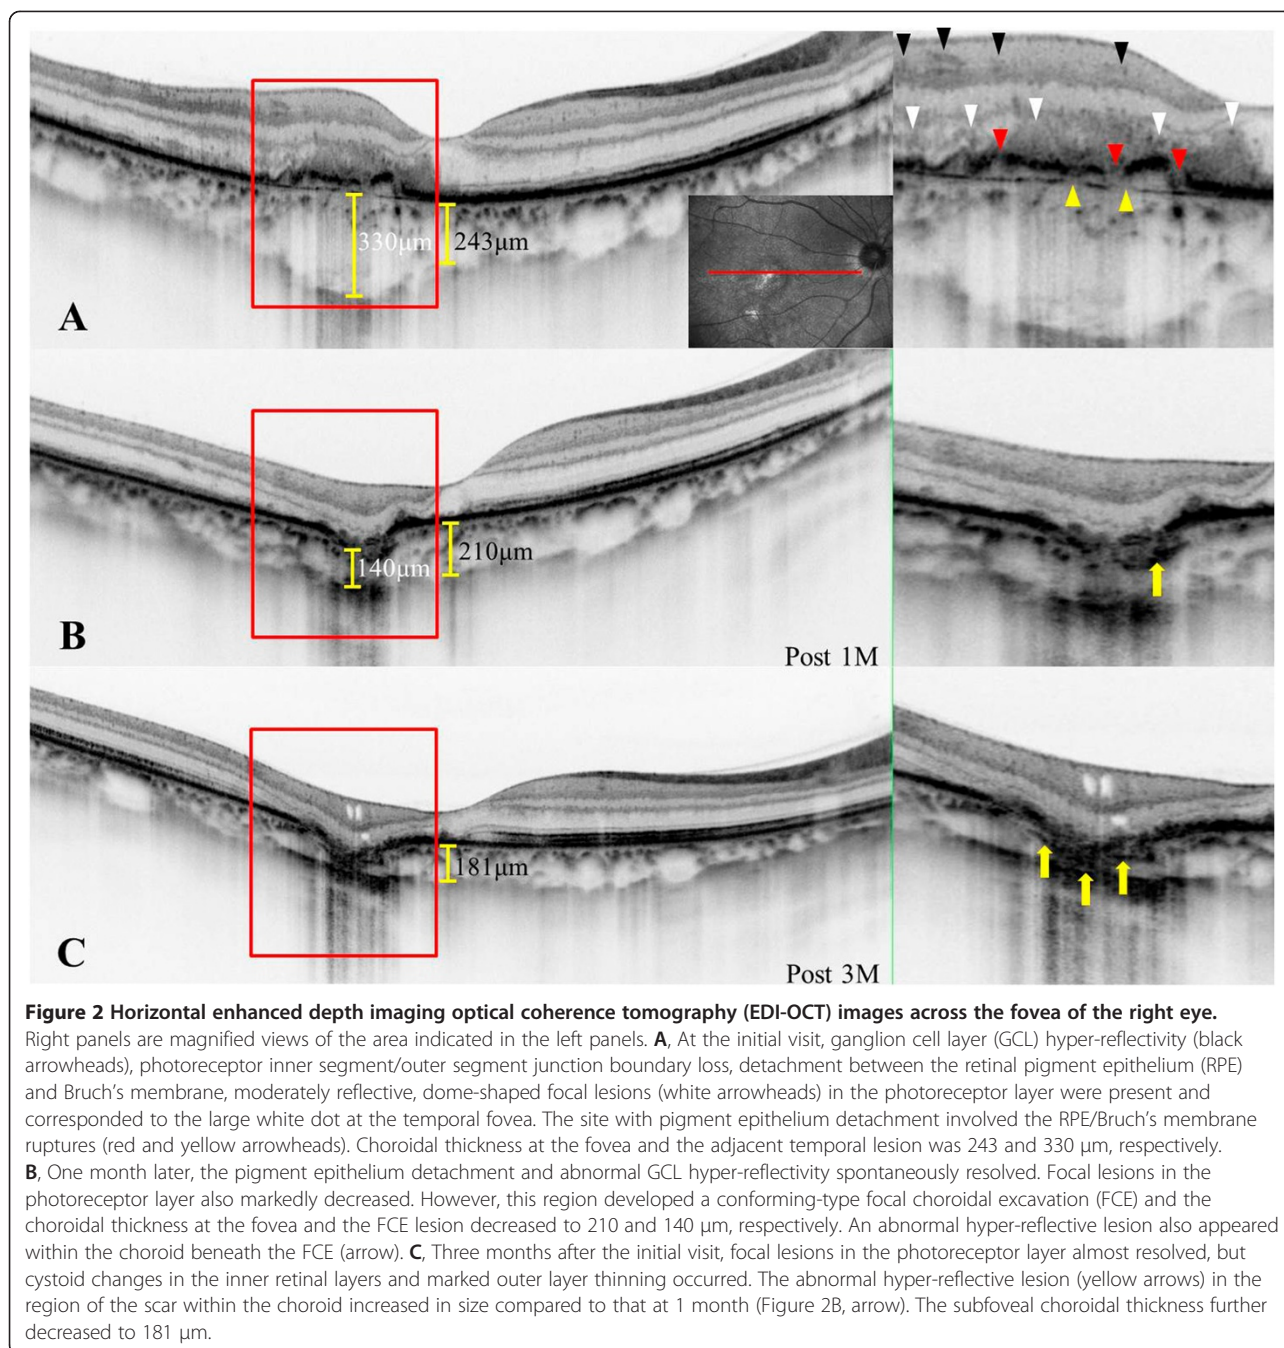 330μm
243μm
A
140μm
210μm
B
Post 1M
181μm
C
Post 3M
Figure 2 Horizontal enhanced depth imaging optical coherence tomography (EDI-OCT) images across the fovea of the right eye.
Right panels are magnified views of the area indicated in the left panels. A, At the initial visit, ganglion cell layer (GCL) hyper-reflectivity (black
arrowheads), photoreceptor inner segment/outer segment junction boundary loss, detachment between the retinal pigment epithelium (RPE)
and Bruch’s membrane, moderately reflective, dome-shaped focal lesions (white arrowheads) in the photoreceptor layer were present and
corresponded to the large white dot at the temporal fovea. The site with pigment epithelium detachment involved the RPE/Bruch’s membrane
ruptures (red and yellow arrowheads). Choroidal thickness at the fovea and the adjacent temporal lesion was 243 and 330 μm, respectively.
B, One month later, the pigment epithelium detachment and abnormal GCL hyper-reflectivity spontaneously resolved. Focal lesions in the
photoreceptor layer also markedly decreased. However, this region developed a conforming-type focal choroidal excavation (FCE) and the
choroidal thickness at the fovea and the FCE lesion decreased to 210 and 140 μm, respectively. An abnormal hyper-reflective lesion also appeared
within the choroid beneath the FCE (arrow). C, Three months after the initial visit, focal lesions in the photoreceptor layer almost resolved, but
cystoid changes in the inner retinal layers and marked outer layer thinning occurred. The abnormal hyper-reflective lesion (yellow arrows) in the
region of the scar within the choroid increased in size compared to that at 1 month (Figure 2B, arrow). The subfoveal choroidal thickness further
decreased to 181 μm.